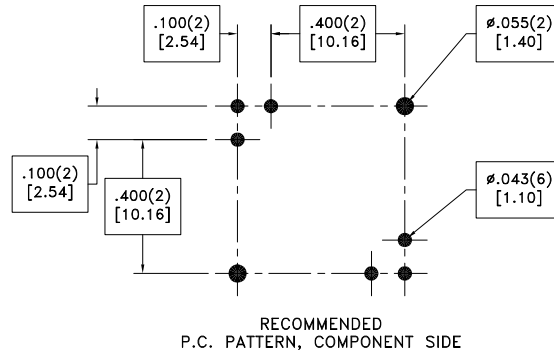 .100(2)
[2.54]
.400(2)
[10.16]
ø.055(2)
[1.40]
.100(2)
[2.54]
.400(2)
[10.16]
ø.043(6)
[1.10]
RECOMMENDED
P.C. PATTERN, COMPONENT SIDE